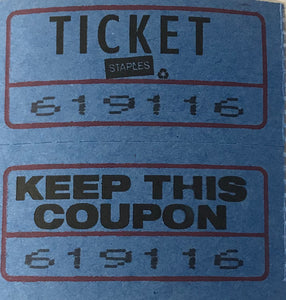 TICKET
STAPLES
619116
KEEP THIS
COUPON
619116